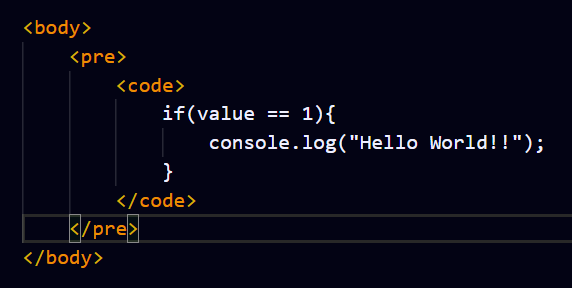 <body>
<pre>
<code>
if(value == 1){
console.log("Hello World!!");
}
</code>
</pre>
</body>